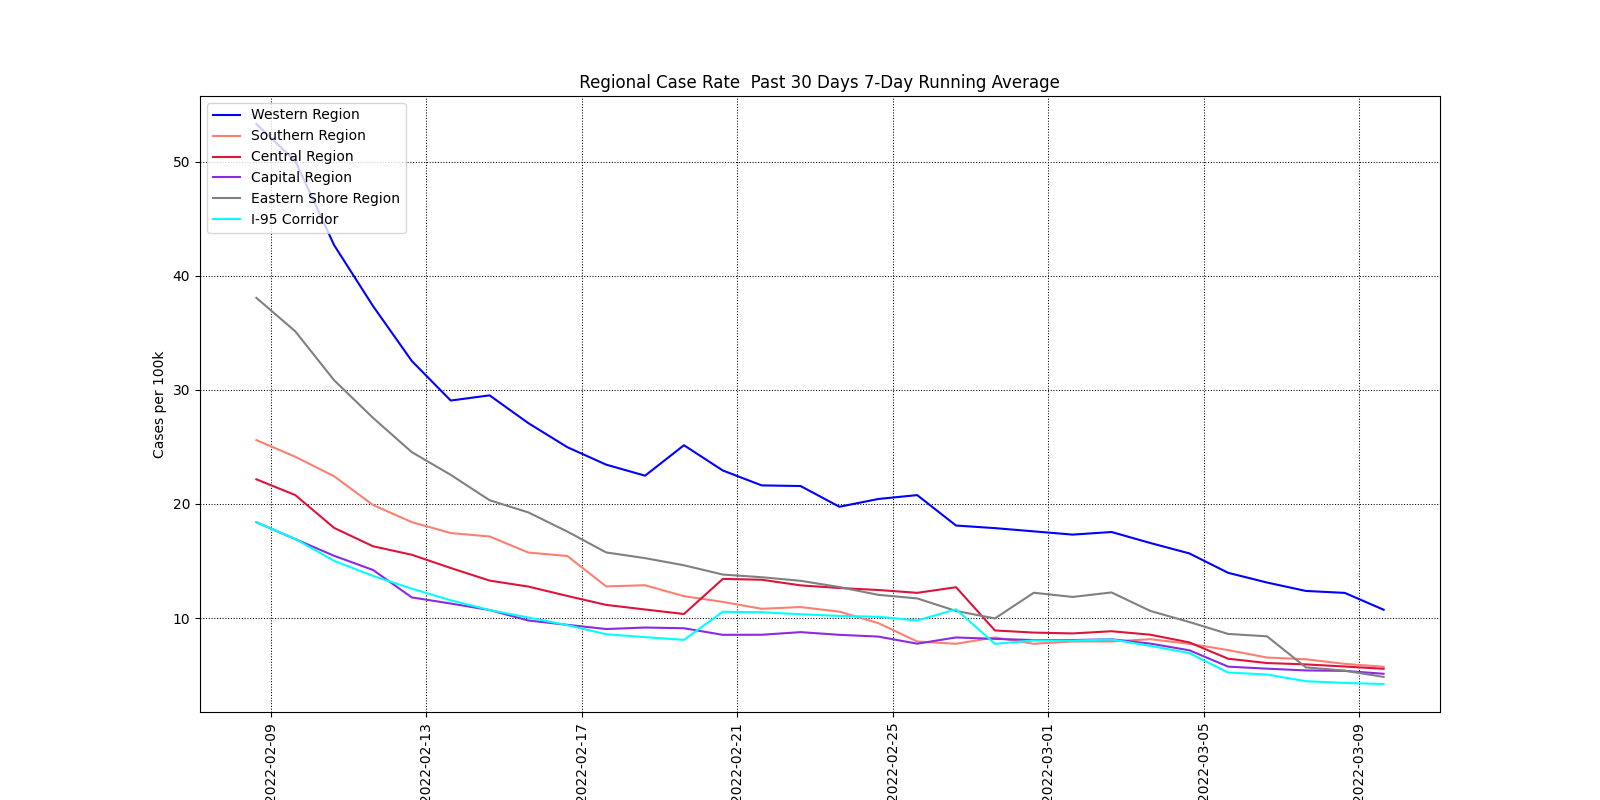 Regional Case Rate  Past 30 Days 7-Day Running Average
Western Region
Southern Region
Central Region
Capital Region
Eastern Shore Region
I-95 Corridor
50
40
30
20
10
Cases per 100k
2022-02-09
2022-02-13
2022-02-17
2022-02-21
2022-02-25
2022-03-01
2022-03-05
2022-03-09